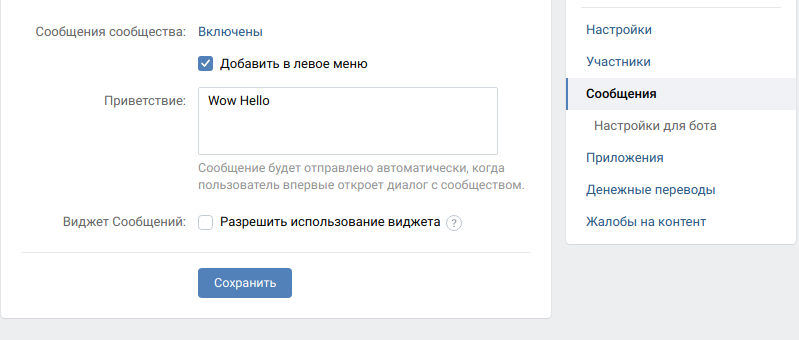 Сообщения сообщества: Включены
Добавить в левое меню
Приветствие: Wow Hello
Сообщение будет отправлено автоматически, когда
пользователь впервые откроет диалог с сообществом.
Виджет Сообщений: Разрешить использование виджета ?
Сохранить
Настройки
Участники
Сообщения
Настройки для бота
Приложения
Денежные переводы
Жалобы на контент